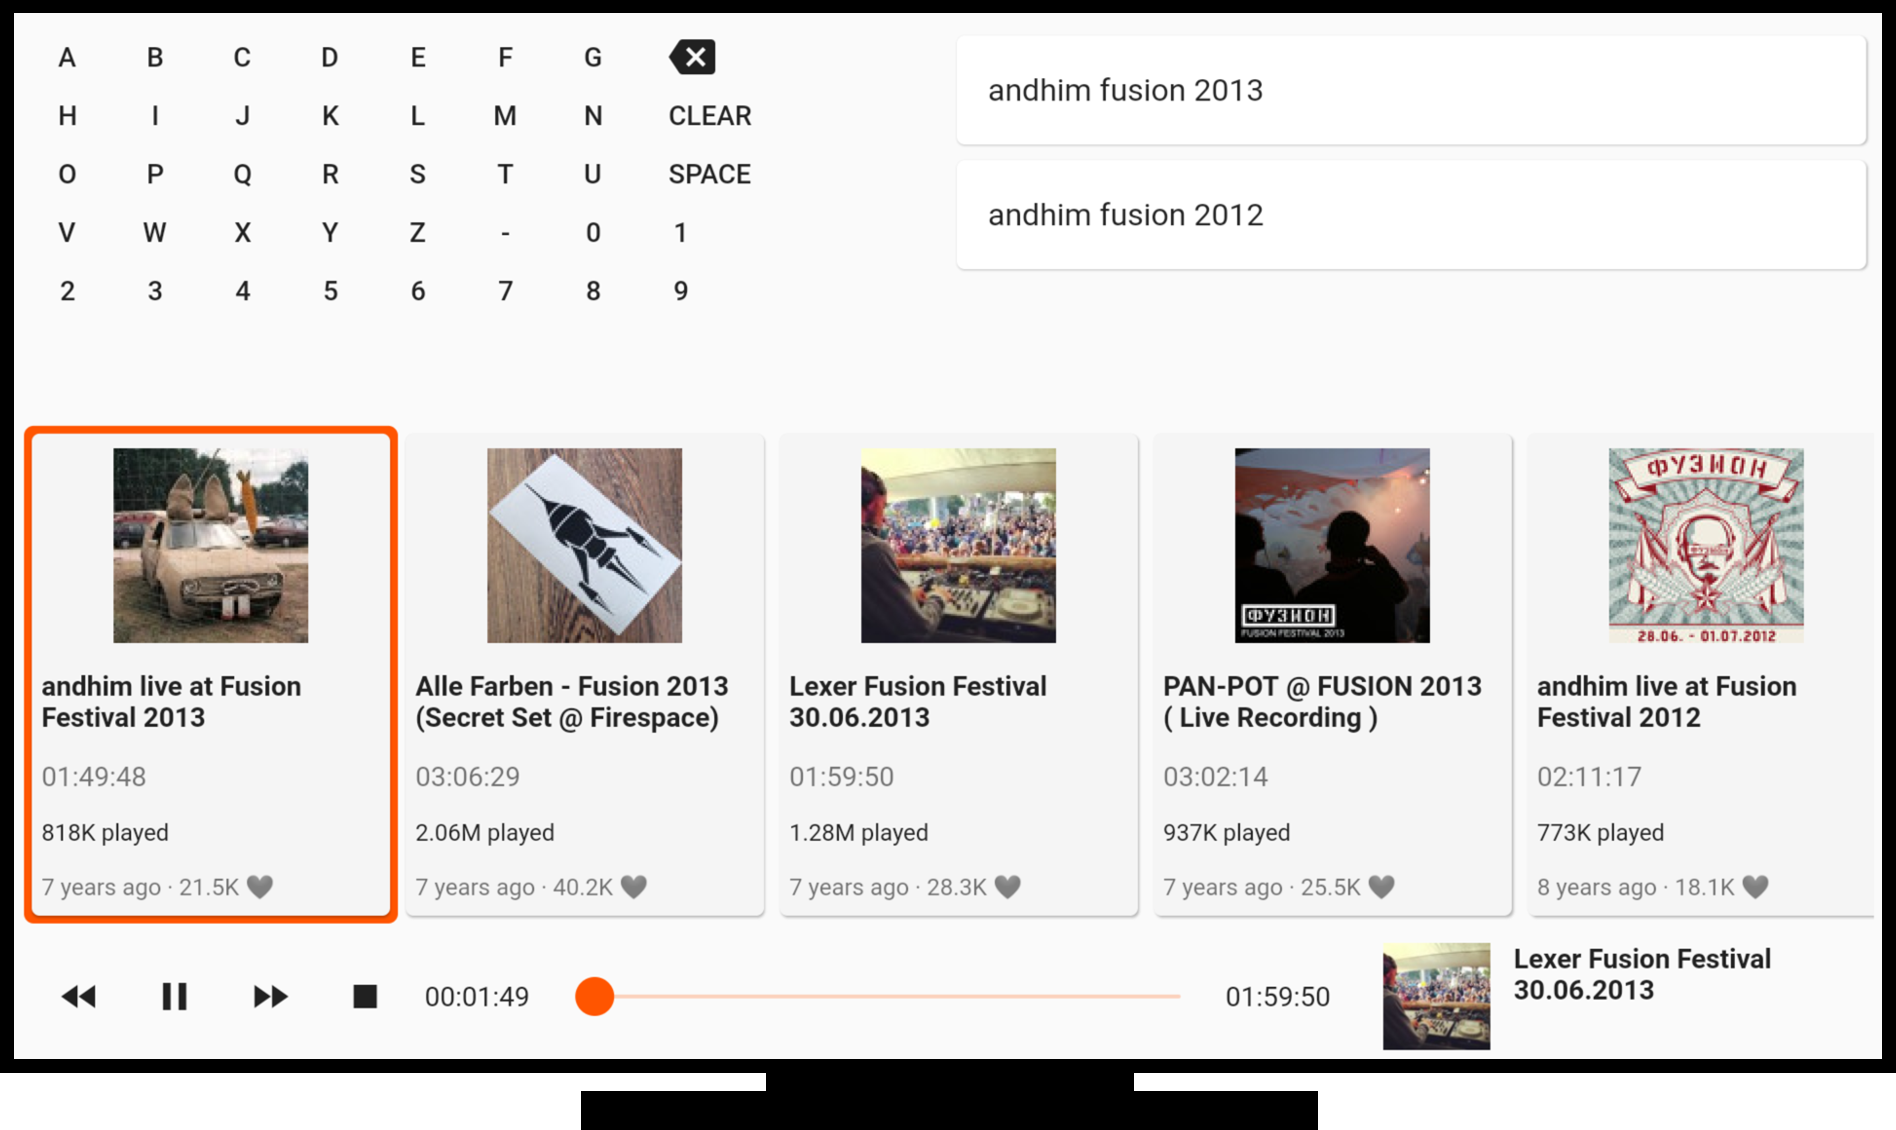 A B C D E F G
H I J K L M N CLEAR
O P Q R S T U SPACE
V W X Y Z - 0 1
2 3 4 5 6 7 8 9
andhim fusion 2013
andhim fusion 2012
andhim live at Fusion
Festival 2013
01:49:48
818K played
7 years ago · 21.5K
Alle Farben - Fusion 2013
(Secret Set @ Firespace)
03:06:29
2.06M played
7 years ago · 40.2K
Lexer Fusion Festival
30.06.2013
01:59:50
1.28M played
7 years ago · 28.3K
ФУЗИОН
FUSION FESTIVAL 2013
PAN-POT @ FUSION 2013
( Live Recording )
03:02:14
937K played
7 years ago · 25.5K
ФУЗИОН
28.06. - 01.07.2012
andhim live at Fusion
Festival 2012
02:11:17
773K played
8 years ago · 18.1K
00:01:49
01:59:50
Lexer Fusion Festival
30.06.2013